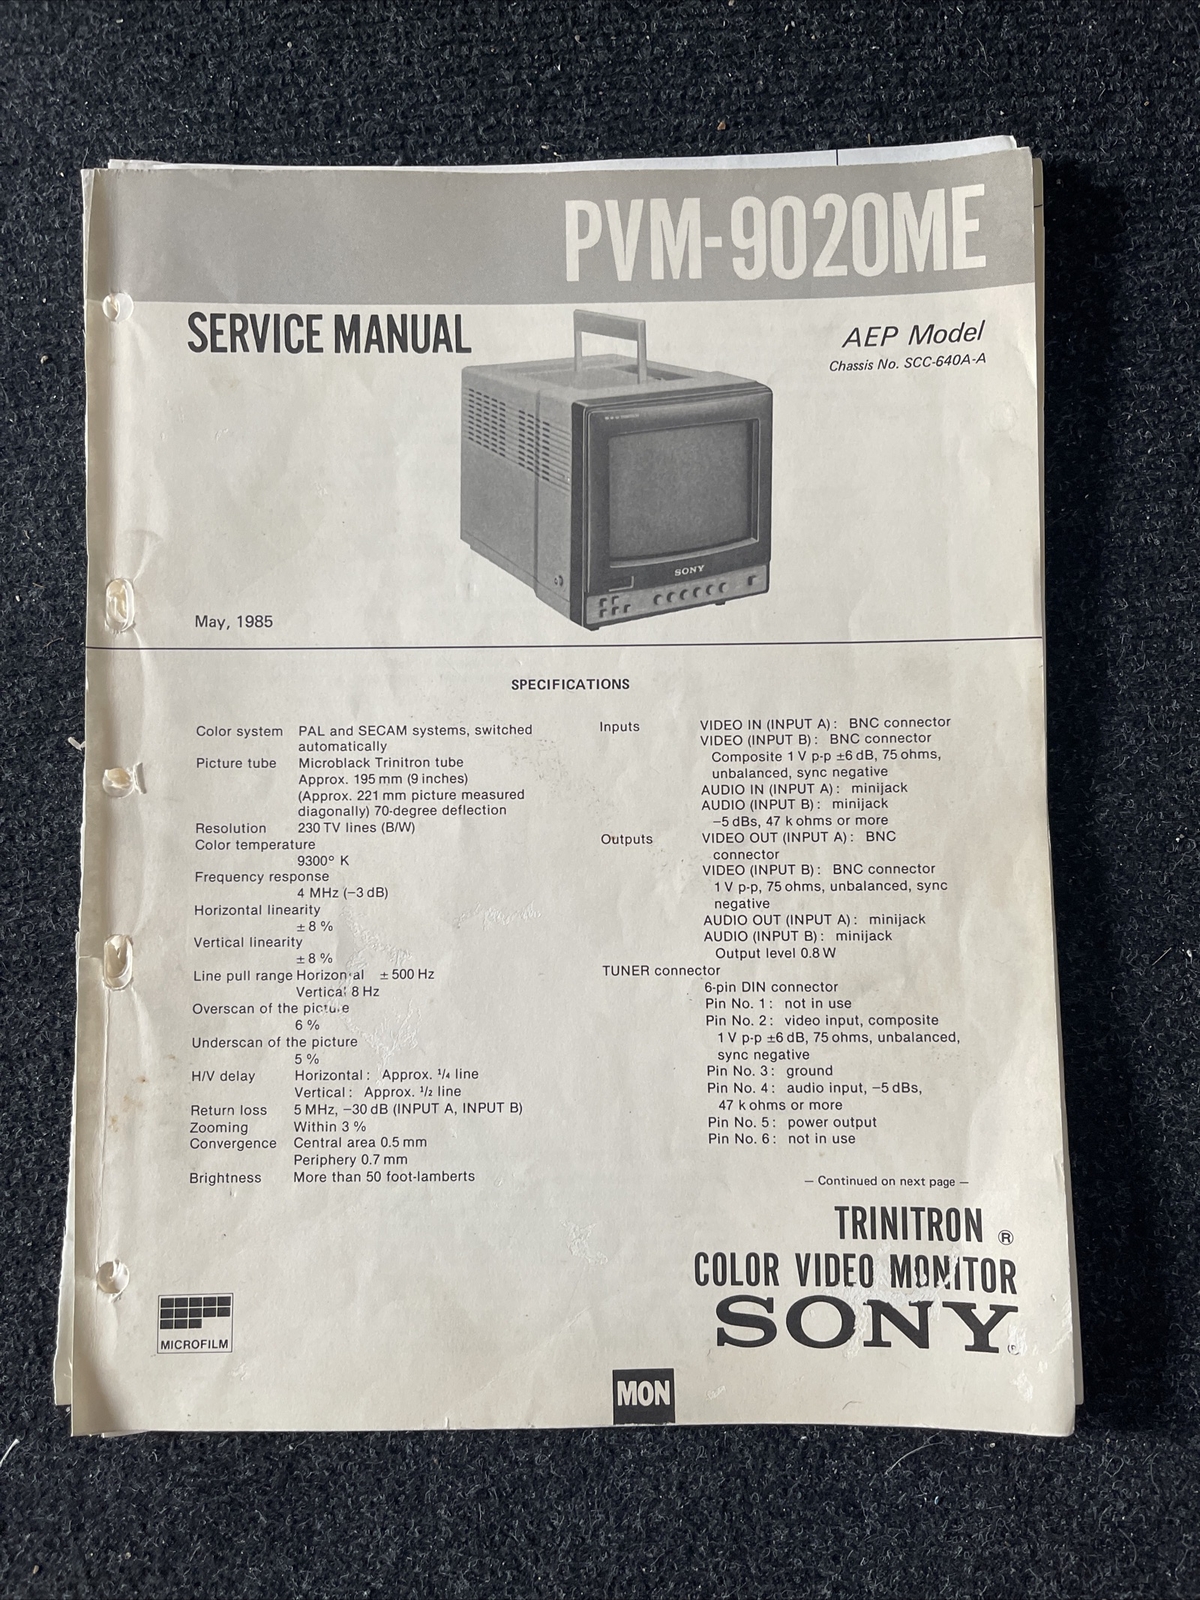 PVM-9020ME
SERVICE MANUAL
AEP Model
Chassis No. SCC-640A-A
SONY
May, 1985
SPECIFICATIONS
Color system PAL and SECAM systems, switched
automatically
Picture tube Microblack Trinitron tube
Approx. 195 mm (9 inches)
(Approx. 221 mm picture measured
diagonally) 70-degree deflection
Resolution 230 TV lines (B/W)
Color temperature
9300° K
Frequency response
4 MHz (−3 dB)
Horizontal linearity
± 8 %
Vertical linearity
± 8 %
Line pull range Horizontal ± 500 Hz
Vertical 8 Hz
Overscan of the picture
6 %
Underscan of the picture
5 %
H/V delay Horizontal : Approx. 1/4 line
Vertical : Approx. 1/2 line
Return loss 5 MHz, −30 dB (INPUT A, INPUT B)
Zooming Within 3 %
Convergence Central area 0.5 mm
Periphery 0.7 mm
Brightness More than 50 foot-lamberts
Inputs VIDEO IN (INPUT A) : BNC connector
VIDEO (INPUT B) : BNC connector
Composite 1 V p-p ±6 dB, 75 ohms,
unbalanced, sync negative
AUDIO IN (INPUT A) : minijack
AUDIO (INPUT B) : minijack
−5 dBs, 47 k ohms or more
Outputs VIDEO OUT (INPUT A) : BNC
connector
VIDEO (INPUT B) : BNC connector
1 V p-p, 75 ohms, unbalanced, sync
negative
AUDIO OUT (INPUT A) : minijack
AUDIO (INPUT B) : minijack
Output level 0.8 W
TUNER connector
6-pin DIN connector
Pin No. 1 : not in use
Pin No. 2 : video input, composite
1 V p-p ±6 dB, 75 ohms, unbalanced,
sync negative
Pin No. 3 : ground
Pin No. 4 : audio input, −5 dBs,
47 k ohms or more
Pin No. 5 : power output
Pin No. 6 : not in use
— Continued on next page —
TRINITRON ®
COLOR VIDEO MONITOR
SONY®
MICROFILM
MON